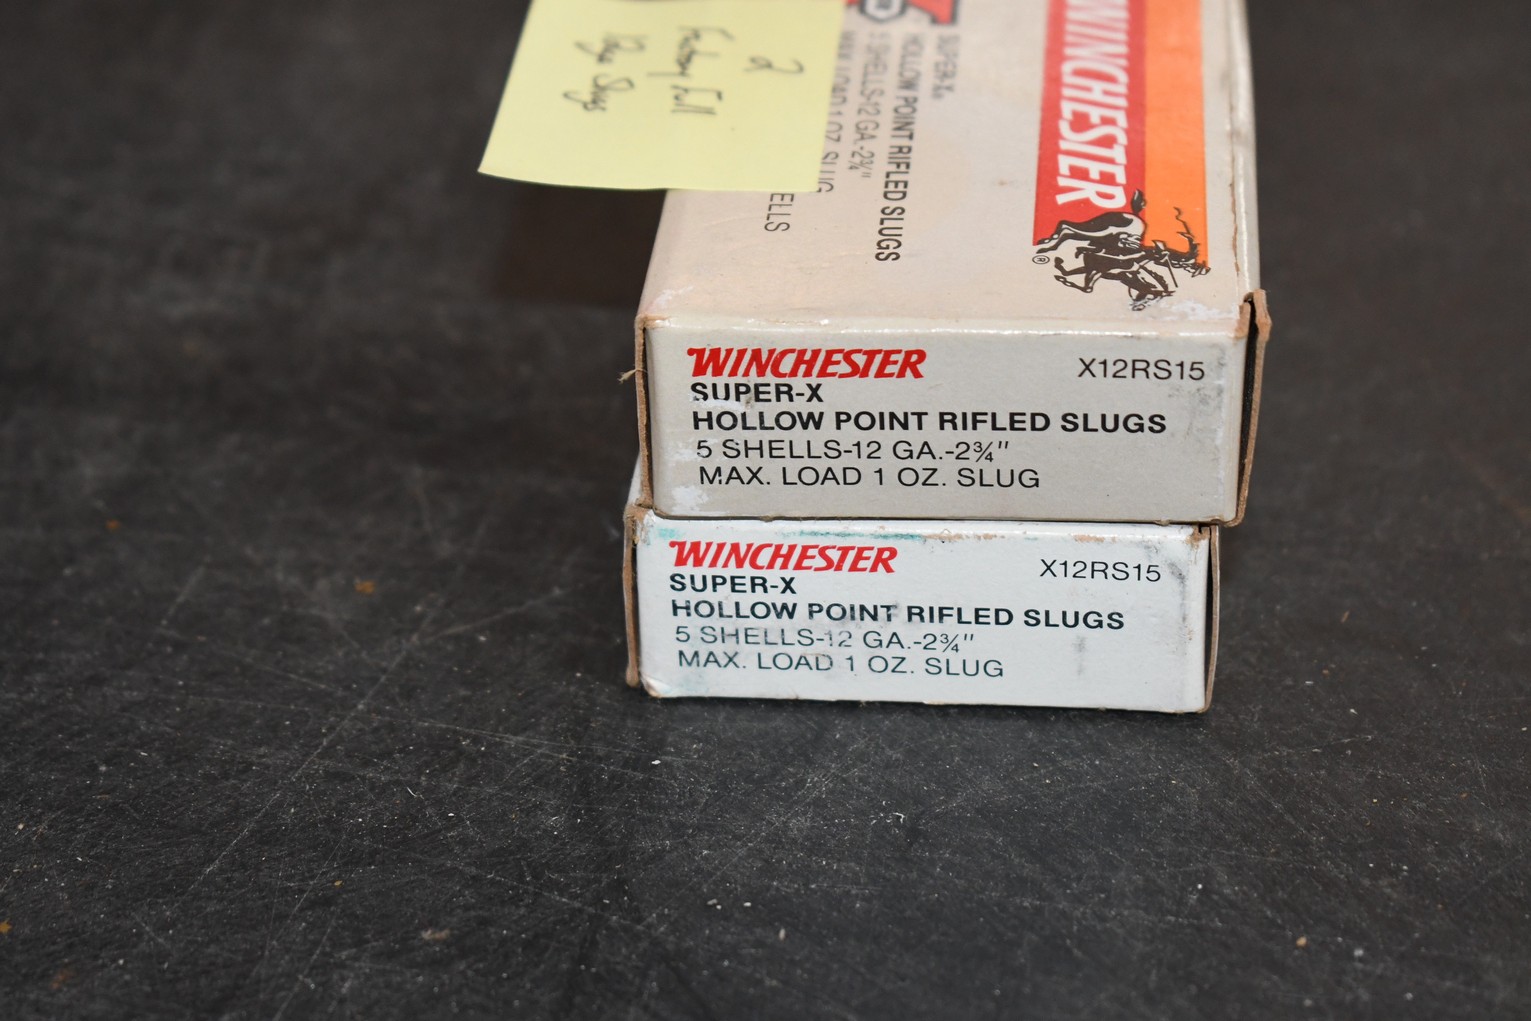 2
Factory Full
12ga Slugs
WINCHESTER
®
SUPER-X®
HOLLOW POINT RIFLED SLUGS
5 SHELLS-12 GA.-2¾"
MAX. LOAD 1 OZ. SLUG
ELLS
WINCHESTER X12RS15
SUPER-X
HOLLOW POINT RIFLED SLUGS
5 SHELLS-12 GA.-2¾"
MAX. LOAD 1 OZ. SLUG
WINCHESTER X12RS15
SUPER-X
HOLLOW POINT RIFLED SLUGS
5 SHELLS-12 GA.-2¾"
MAX. LOAD 1 OZ. SLUG